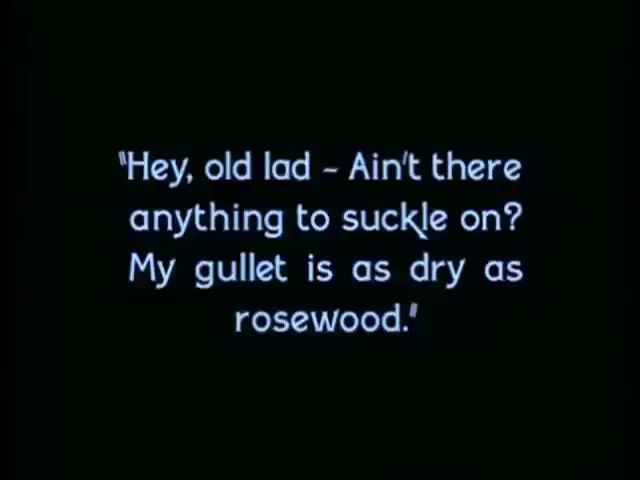 "Hey, old lad ~ Ain't there
anything to suckle on?
My gullet is as dry as
rosewood."